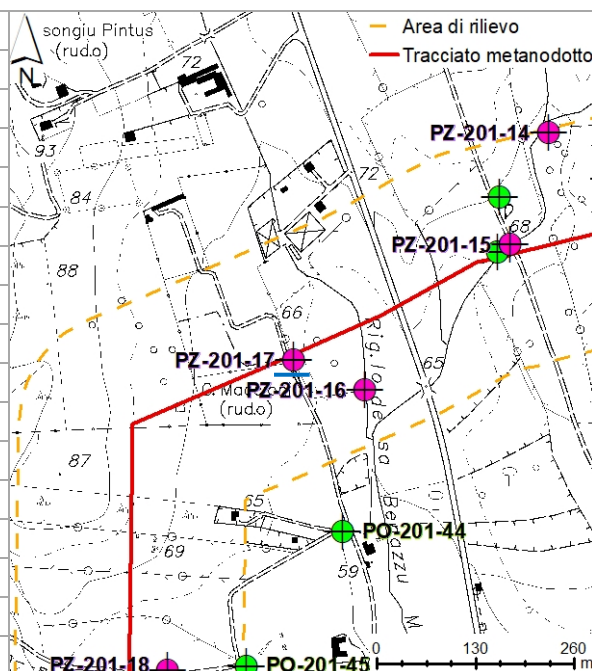 Area di rilievo
songiu Pintus
(rud.o)
Tracciato metanodotto
N
72
PZ-201-14
93
84
72
PZ-201-15
68
88
66
PZ-201-17
65
PZ-201-16
(rud.o)
87
65
69
PO-201-44
59
PZ-201-18
PO-201-45
0 130 260
m